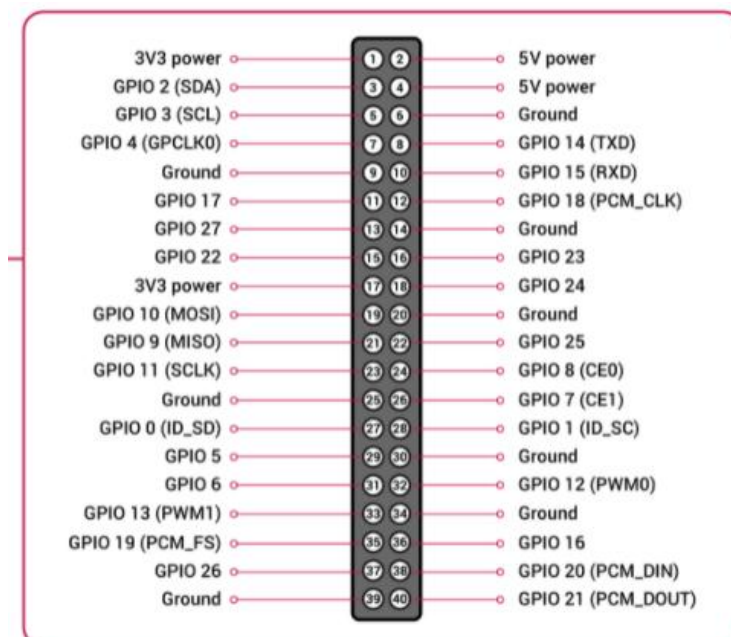 3V3 power 1 2 5V power
GPIO 2 (SDA) 3 4 5V power
GPIO 3 (SCL) 5 6 Ground
GPIO 4 (GPCLK0) 7 8 GPIO 14 (TXD)
Ground 9 10 GPIO 15 (RXD)
GPIO 17 11 12 GPIO 18 (PCM_CLK)
GPIO 27 13 14 Ground
GPIO 22 15 16 GPIO 23
3V3 power 17 18 GPIO 24
GPIO 10 (MOSI) 19 20 Ground
GPIO 9 (MISO) 21 22 GPIO 25
GPIO 11 (SCLK) 23 24 GPIO 8 (CE0)
Ground 25 26 GPIO 7 (CE1)
GPIO 0 (ID_SD) 27 28 GPIO 1 (ID_SC)
GPIO 5 29 30 Ground
GPIO 6 31 32 GPIO 12 (PWM0)
GPIO 13 (PWM1) 33 34 Ground
GPIO 19 (PCM_FS) 35 36 GPIO 16
GPIO 26 37 38 GPIO 20 (PCM_DIN)
Ground 39 40 GPIO 21 (PCM_DOUT)